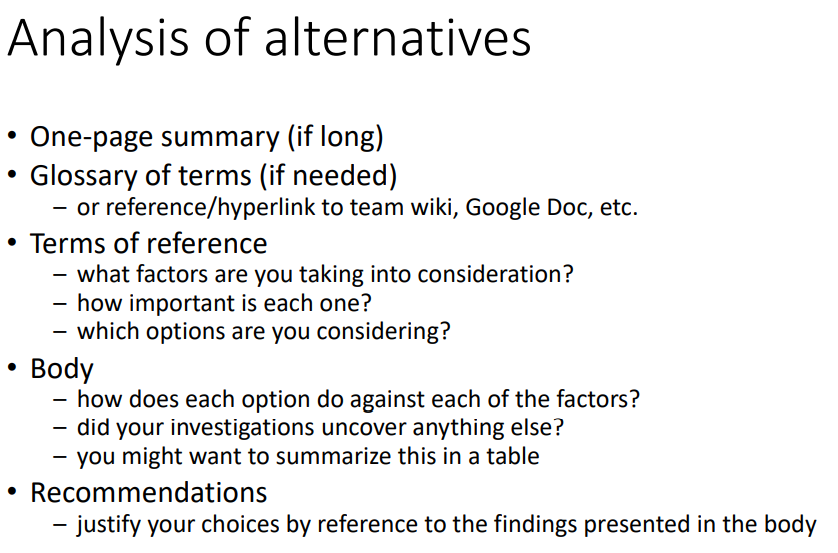 Analysis of alternatives
• One-page summary (if long)
• Glossary of terms (if needed)
– or reference/hyperlink to team wiki, Google Doc, etc.
• Terms of reference
– what factors are you taking into consideration?
– how important is each one?
– which options are you considering?
• Body
– how does each option do against each of the factors?
– did your investigations uncover anything else?
– you might want to summarize this in a table
• Recommendations
– justify your choices by reference to the findings presented in the body